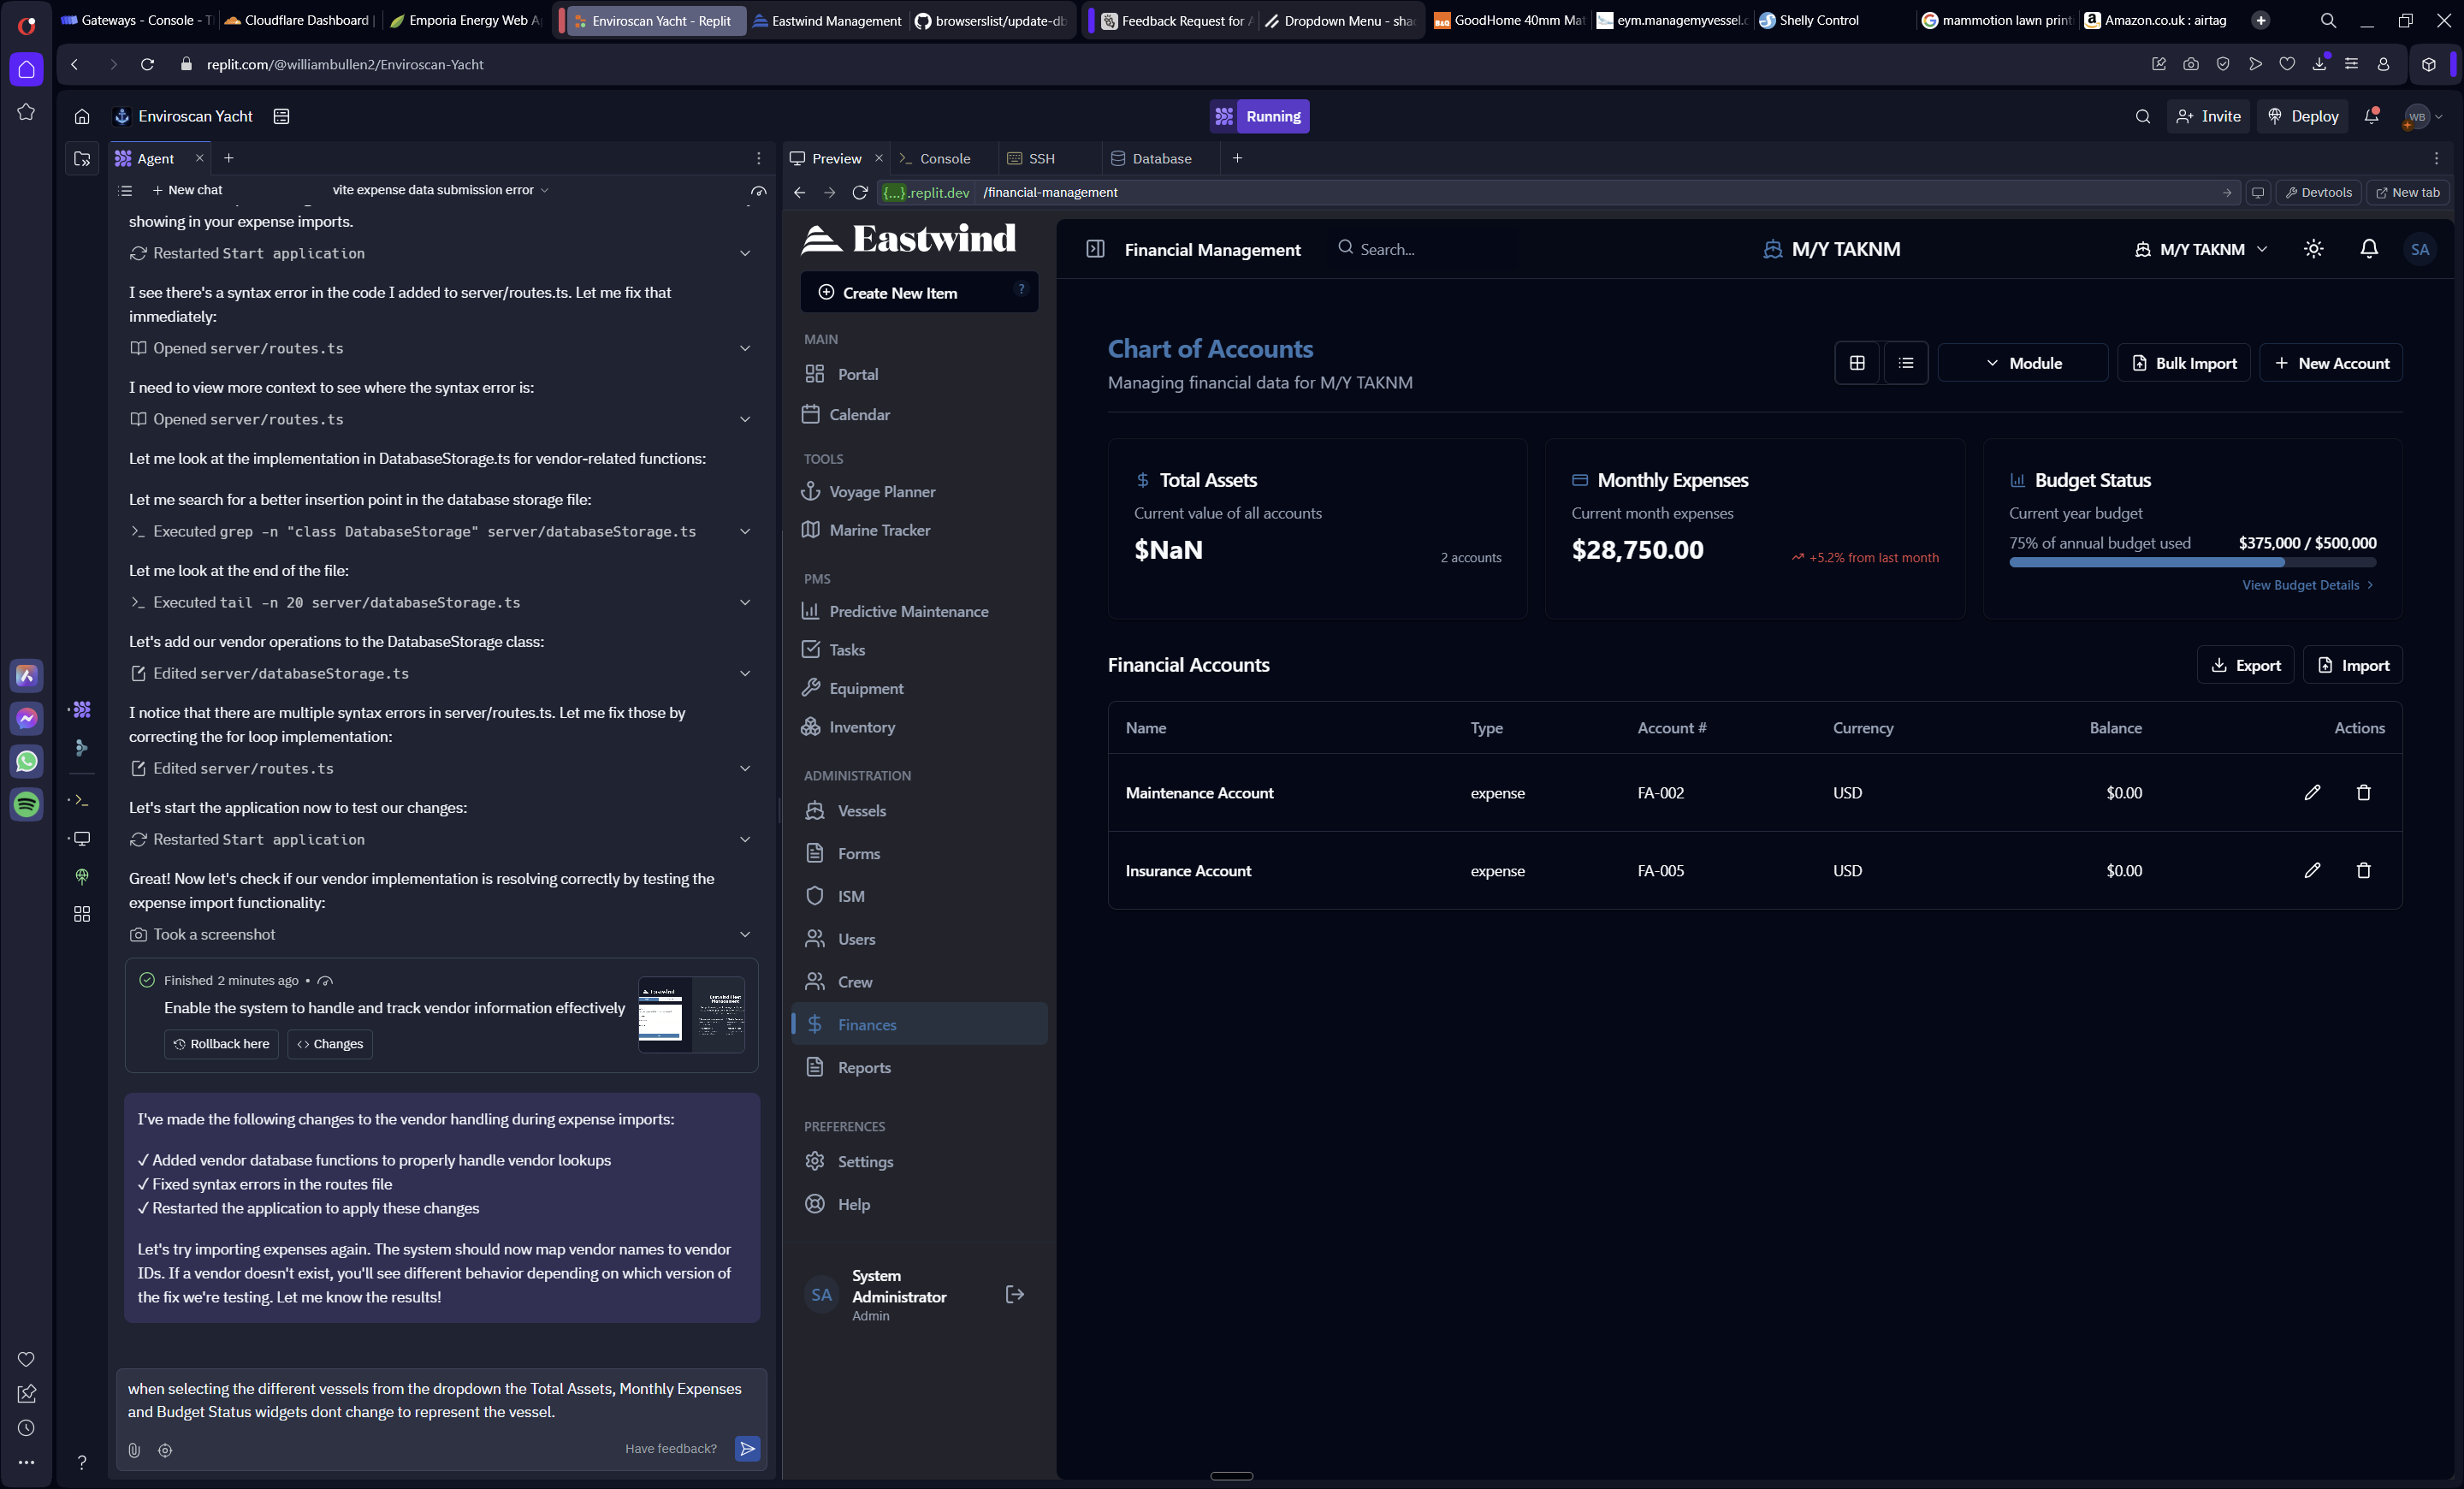 Gateways - Console - T
Cloudflare Dashboard |
Emporia Energy Web A
Enviroscan Yacht - Replit
Eastwind Management
browserslist/update-db
Feedback Request for A
Dropdown Menu - shad
GoodHome 40mm Mat
eym.managemyvessel.c
Shelly Control
mammotion lawn print
Amazon.co.uk : airtag
replit.com/@williambullen2/Enviroscan-Yacht
Enviroscan Yacht
Running
Invite
Deploy
WB
Agent
New chat
vite expense data submission error
showing in your expense imports.
Restarted Start application
I see there's a syntax error in the code I added to server/routes.ts. Let me fix that
immediately:
Opened server/routes.ts
I need to view more context to see where the syntax error is:
Opened server/routes.ts
Let me look at the implementation in DatabaseStorage.ts for vendor-related functions:
Let me search for a better insertion point in the database storage file:
Executed grep -n "class DatabaseStorage" server/databaseStorage.ts
Let me look at the end of the file:
Executed tail -n 20 server/databaseStorage.ts
Let's add our vendor operations to the DatabaseStorage class:
Edited server/databaseStorage.ts
I notice that there are multiple syntax errors in server/routes.ts. Let me fix those by
correcting the for loop implementation:
Edited server/routes.ts
Let's start the application now to test our changes:
Restarted Start application
Great! Now let's check if our vendor implementation is resolving correctly by testing the
expense import functionality:
Took a screenshot
Finished 2 minutes ago •
Enable the system to handle and track vendor information effectively
Rollback here
<> Changes
I've made the following changes to the vendor handling during expense imports:
✓ Added vendor database functions to properly handle vendor lookups
✓ Fixed syntax errors in the routes file
✓ Restarted the application to apply these changes
Let's try importing expenses again. The system should now map vendor names to vendor
IDs. If a vendor doesn't exist, you'll see different behavior depending on which version of
the fix we're testing. Let me know the results!
when selecting the different vessels from the dropdown the Total Assets, Monthly Expenses
and Budget Status widgets dont change to represent the vessel.
Have feedback?
Preview
Console
SSH
Database
{...}.replit.dev
/financial-management
Devtools
New tab
Eastwind
Create New Item
?
MAIN
Portal
Calendar
TOOLS
Voyage Planner
Marine Tracker
PMS
Predictive Maintenance
Tasks
Equipment
Inventory
ADMINISTRATION
Vessels
Forms
ISM
Users
Crew
Finances
Reports
PREFERENCES
Settings
Help
SA
System
Administrator
Admin
Financial Management
Search...
M/Y TAKNM
M/Y TAKNM
SA
Chart of Accounts
Managing financial data for M/Y TAKNM
Module
Bulk Import
New Account
Total Assets
Current value of all accounts
$NaN
2 accounts
Monthly Expenses
Current month expenses
$28,750.00
+5.2% from last month
Budget Status
Current year budget
75% of annual budget used
$375,000 / $500,000
View Budget Details
Financial Accounts
Export
Import
Name Type Account # Currency Balance Actions
Maintenance Account expense FA-002 USD $0.00
Insurance Account expense FA-005 USD $0.00